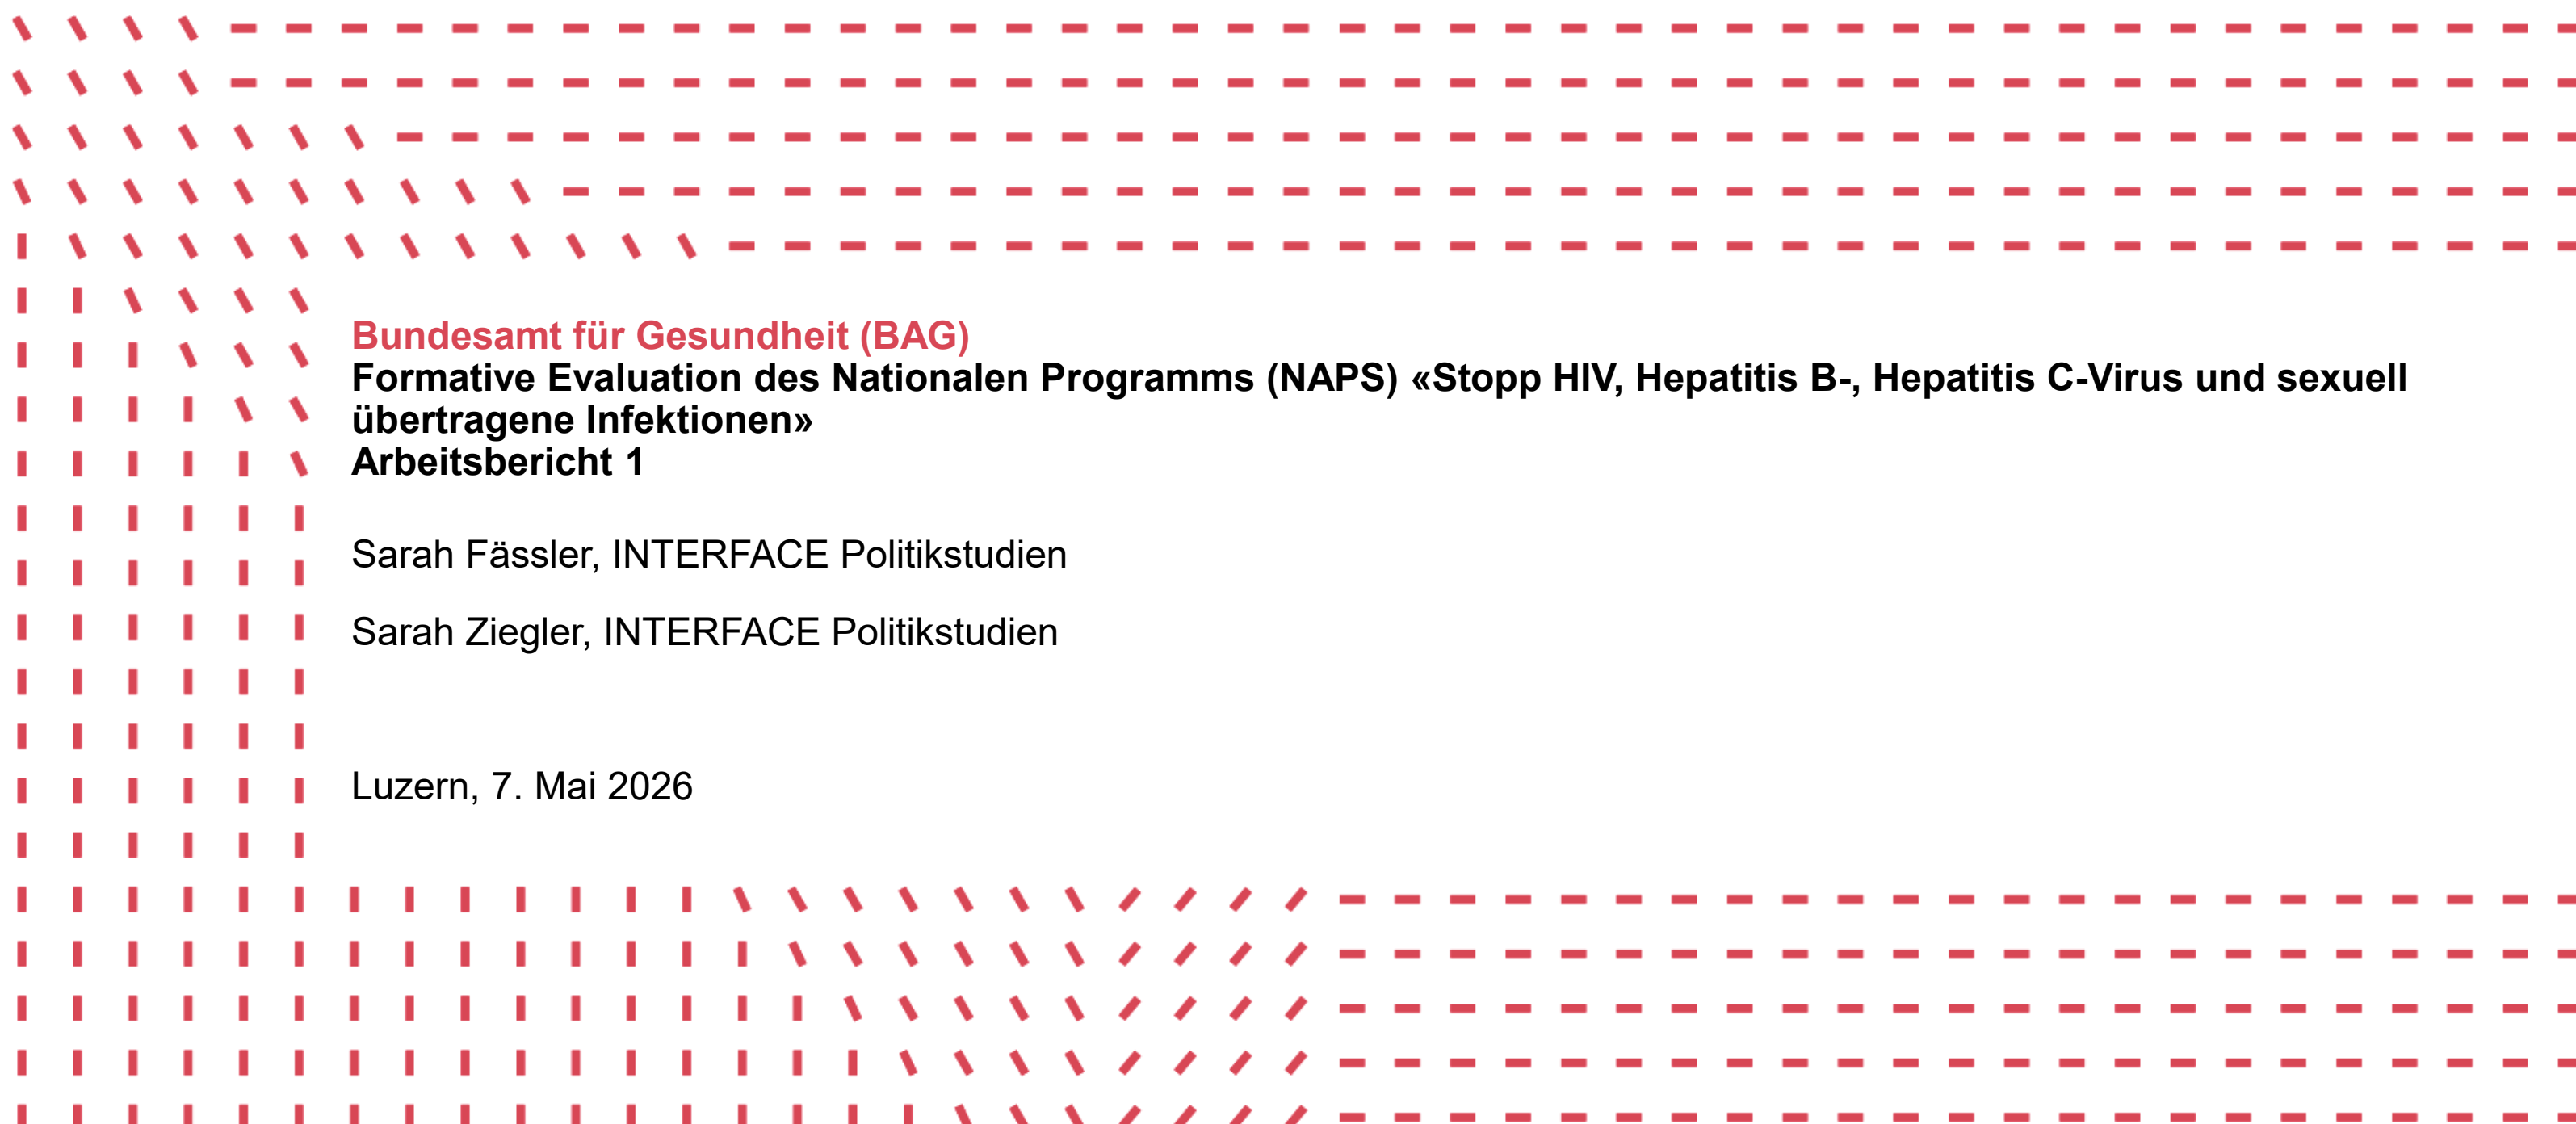 Bundesamt für Gesundheit (BAG)
Formative Evaluation des Nationalen Programms (NAPS) «Stopp HIV, Hepatitis B-, Hepatitis C-Virus und sexuell
übertragene Infektionen»
Arbeitsbericht 1
Sarah Fässler, INTERFACE Politikstudien
Sarah Ziegler, INTERFACE Politikstudien
Luzern, 7. Mai 2026